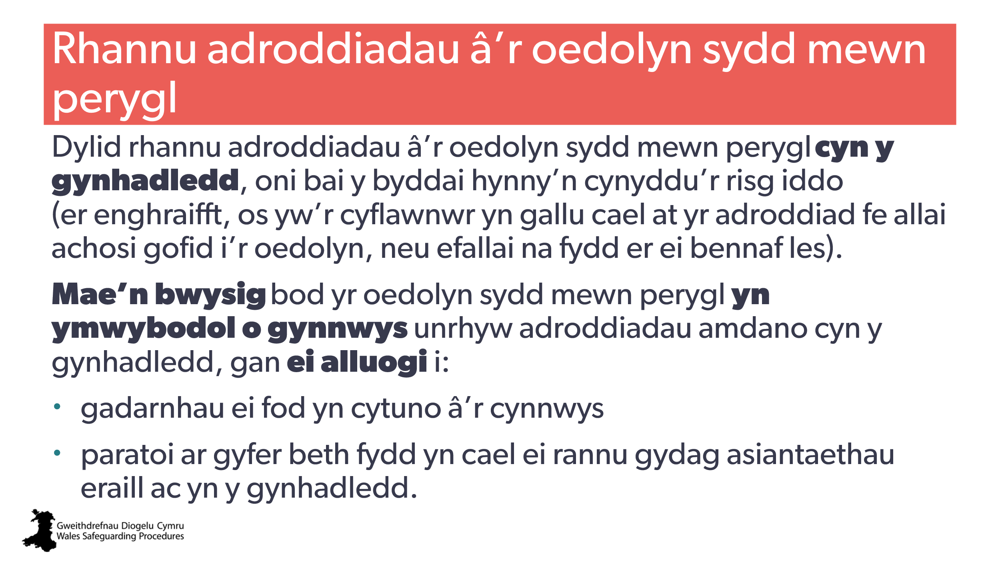 Rhannu adroddiadau â’r oedolyn sydd mewn
perygl
Dylid rhannu adroddiadau â’r oedolyn sydd mewn perygl cyn y
gynhadledd, oni bai y byddai hynny’n cynyddu’r risg iddo
(er enghraifft, os yw’r cyflawnwr yn gallu cael at yr adroddiad fe allai
achosi gofid i’r oedolyn, neu efallai na fydd er ei bennaf les).
Mae’n bwysig bod yr oedolyn sydd mewn perygl yn
ymwybodol o gynnwys unrhyw adroddiadau amdano cyn y
gynhadledd, gan ei alluogi i:
• gadarnhau ei fod yn cytuno â’r cynnwys
• paratoi ar gyfer beth fydd yn cael ei rannu gydag asiantaethau
eraill ac yn y gynhadledd.
Gweithdrefnau Diogelu Cymru
Wales Safeguarding Procedures